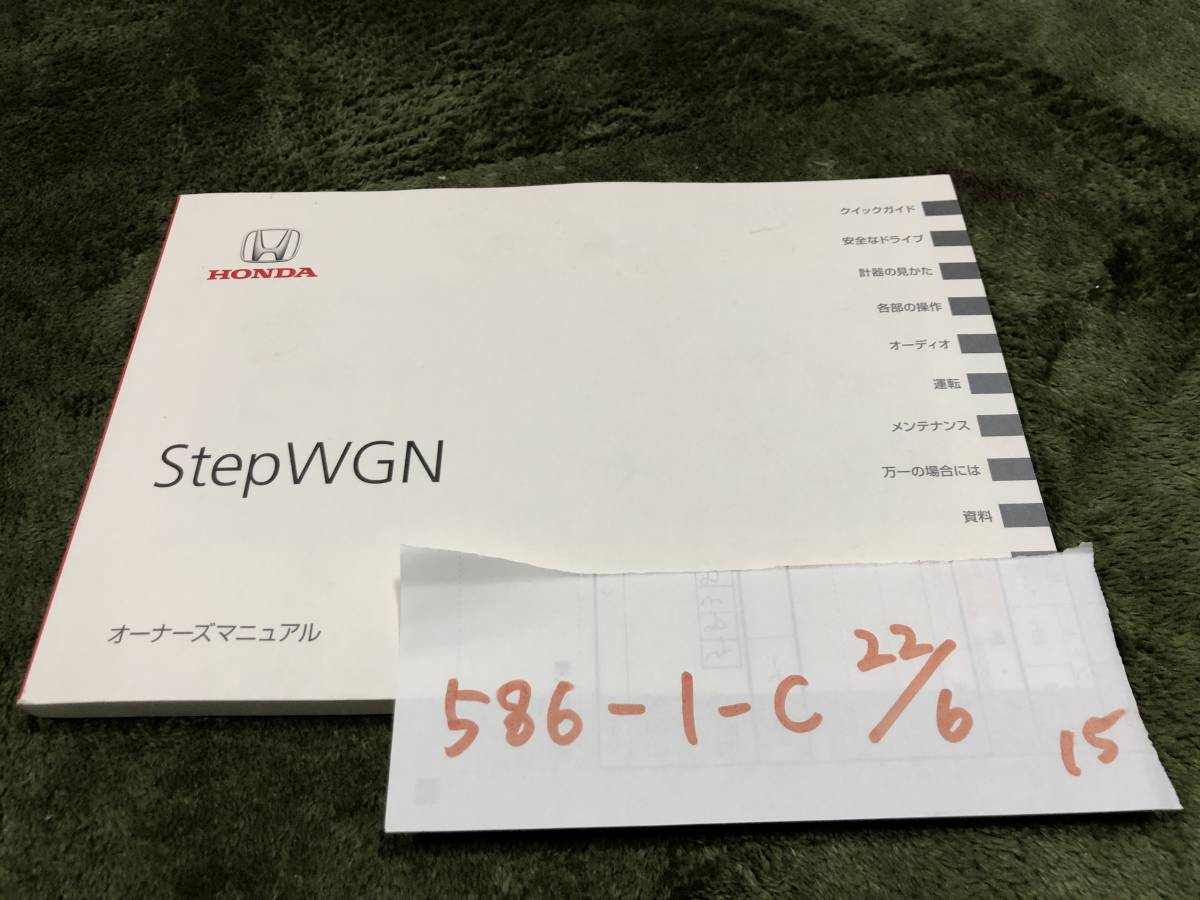 HONDA
StepWGN
オーナーズマニュアル
クイックガイド
安全なドライブ
計器の見かた
各部の操作
オーディオ
運転
メンテナンス
万一の場合には
資料
586-1-C 22/6
15